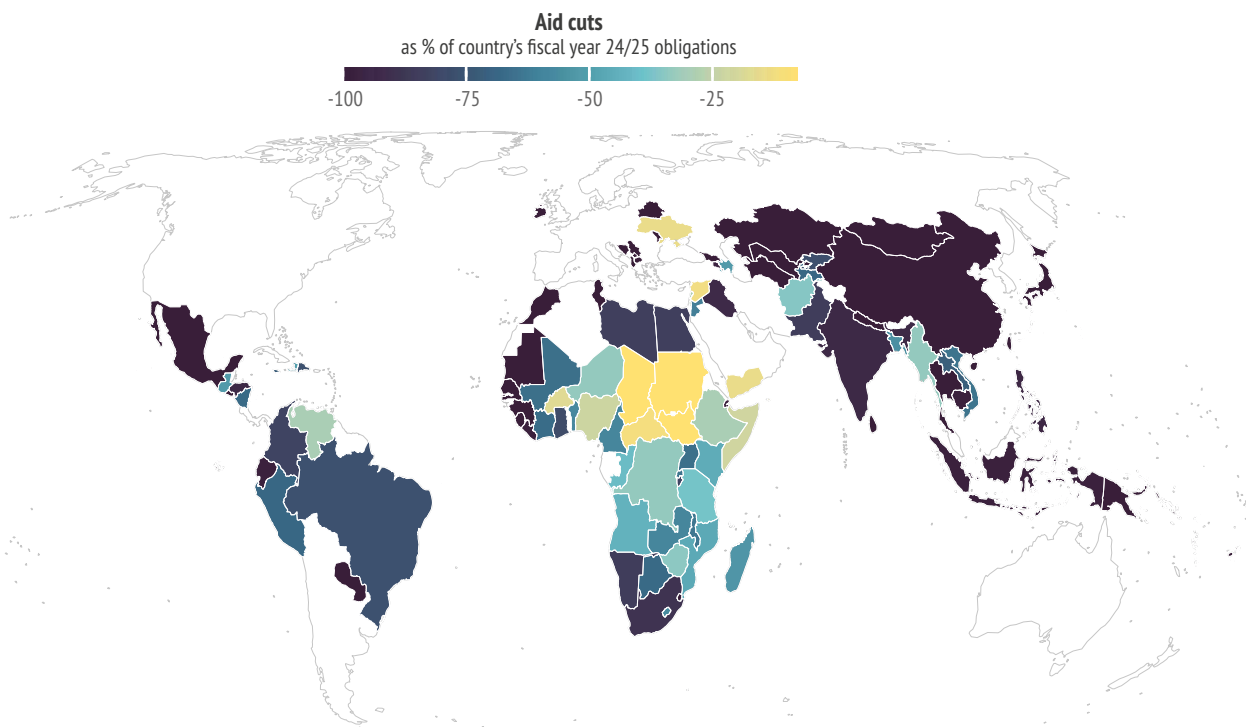 Aid cuts
as % of country’s fiscal year 24/25 obligations
-100 -75 -50 -25